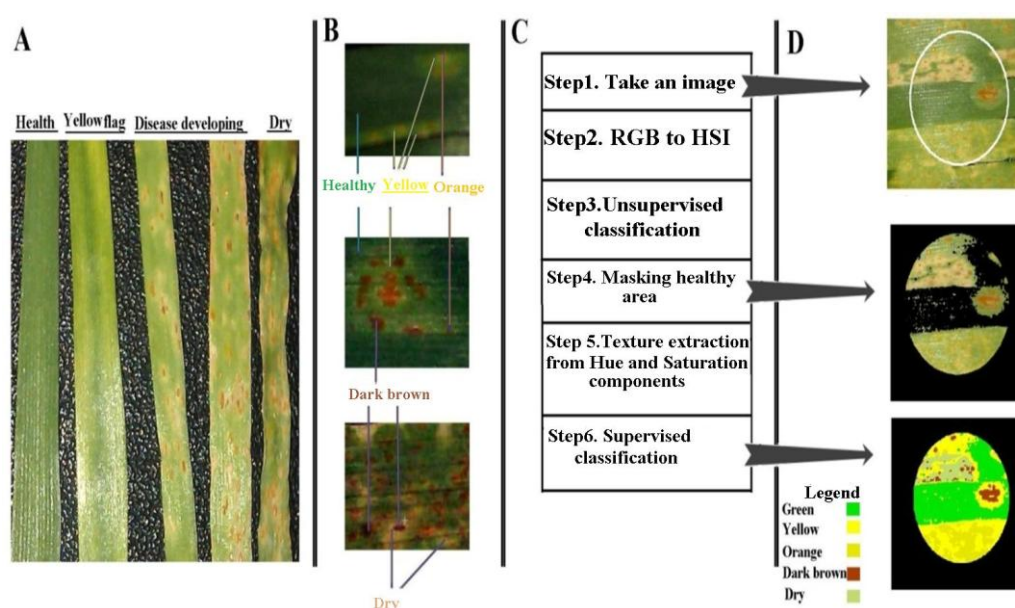 A
Health Yellow flag Disease developing Dry
B
Healthy Yellow Orange
Dark brown
Dry
C
Step1. Take an image
Step2. RGB to HSI
Step3.Unsupervised
classification
Step4. Masking healthy
area
Step 5.Texture extraction
from Hue and Saturation
components
Step6. Supervised
classification
D
Legend
Green
Yellow
Orange
Dark brown
Dry